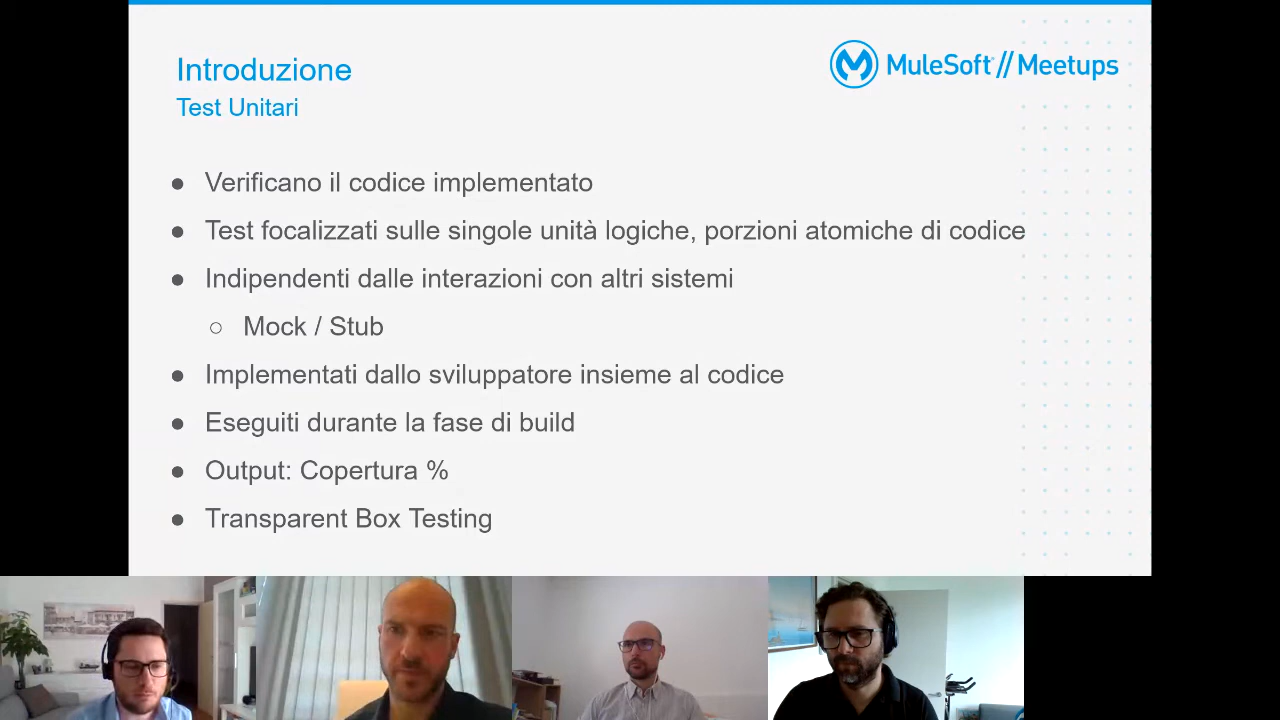 Introduzione
MuleSoft // Meetups
Test Unitari
● Verificano il codice implementato
● Test focalizzati sulle singole unità logiche, porzioni atomiche di codice
● Indipendenti dalle interazioni con altri sistemi
○ Mock / Stub
● Implementati dallo sviluppatore insieme al codice
● Eseguiti durante la fase di build
● Output: Copertura %
● Transparent Box Testing